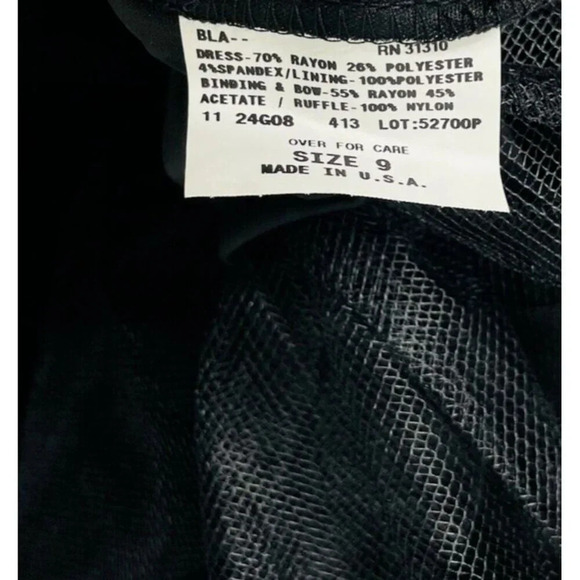 BLA-- RN 31310
DRESS-70% RAYON 26% POLYESTER
4%SPANDEX/LINING-100%POLYESTER
BINDING & BOW-55% RAYON 45%
ACETATE / RUFFLE-100% NYLON
11 24G08 413 LOT:52700P
OVER FOR CARE
SIZE 9
MADE IN U.S.A.